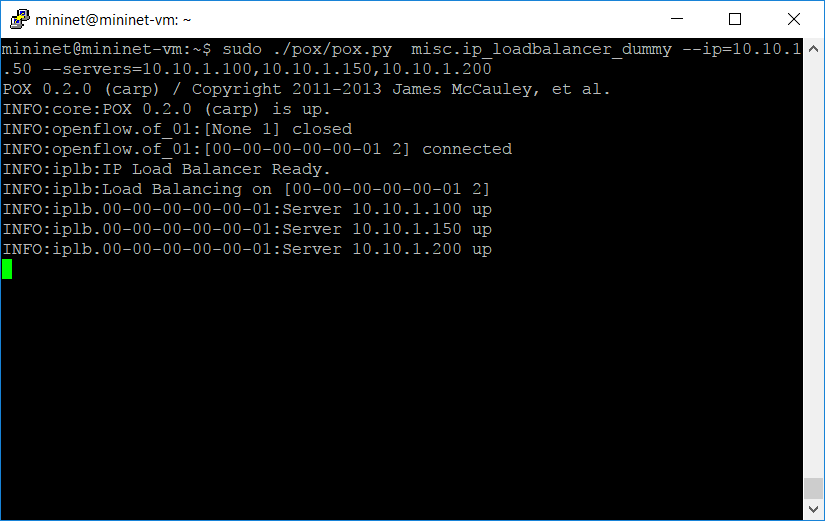 mininet@mininet-vm: ~
mininet@mininet-vm:~$ sudo ./pox/pox.py  misc.ip_loadbalancer_dummy --ip=10.10.1
.50 --servers=10.10.1.100,10.10.1.150,10.10.1.200
POX 0.2.0 (carp) / Copyright 2011-2013 James McCauley, et al.
INFO:core:POX 0.2.0 (carp) is up.
INFO:openflow.of_01:[None 1] closed
INFO:openflow.of_01:[00-00-00-00-00-01 2] connected
INFO:iplb:IP Load Balancer Ready.
INFO:iplb:Load Balancing on [00-00-00-00-00-01 2]
INFO:iplb.00-00-00-00-00-01:Server 10.10.1.100 up
INFO:iplb.00-00-00-00-00-01:Server 10.10.1.150 up
INFO:iplb.00-00-00-00-00-01:Server 10.10.1.200 up